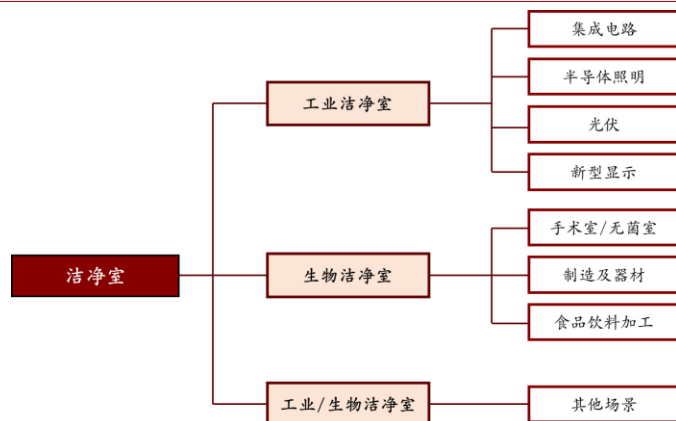 洁净室
工业洁净室
集成电路
半导体照明
光伏
新型显示
生物洁净室
手术室/无菌室
制造及器材
食品饮料加工
工业/生物洁净室
其他场景